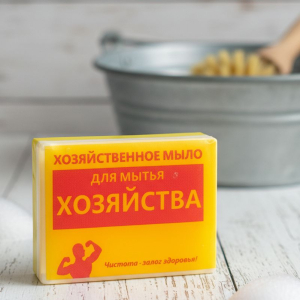 ХОЗЯЙСТВЕННОЕ МЫЛО
ДЛЯ МЫТЬЯ
ХОЗЯЙСТВА
Чистота - залог здоровья!